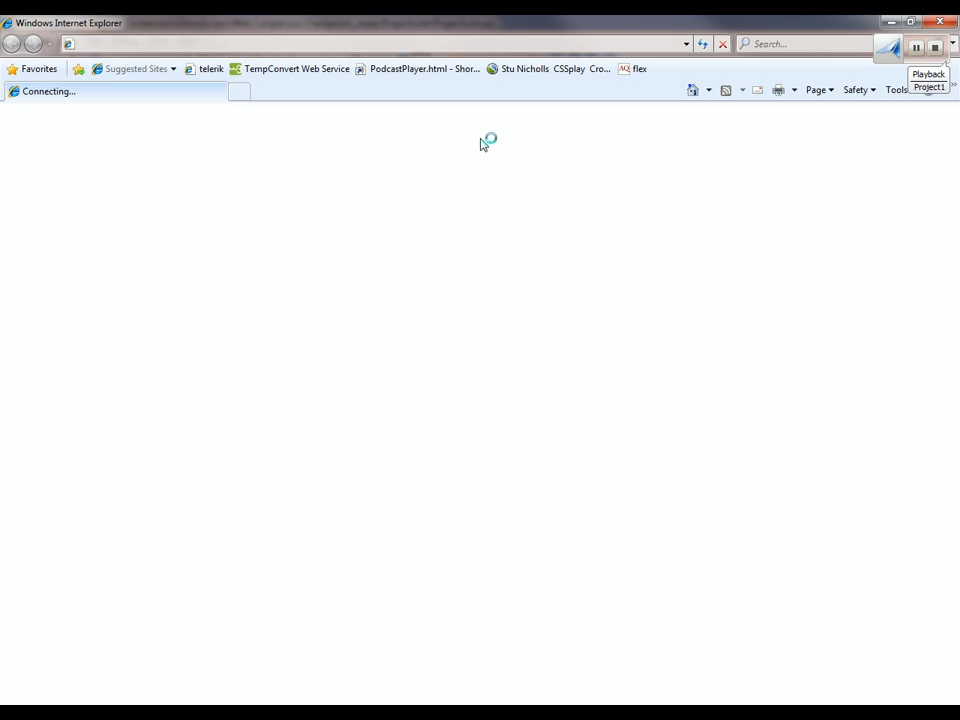 Windows Internet Explorer
Search...
Favorites
Suggested Sites
telerik
TempConvert Web Service
PodcastPlayer.html - Shor...
Stu Nicholls CSSplay Cro...
AQ flex
Playback
Project1
Connecting...
Page
Safety
Tools